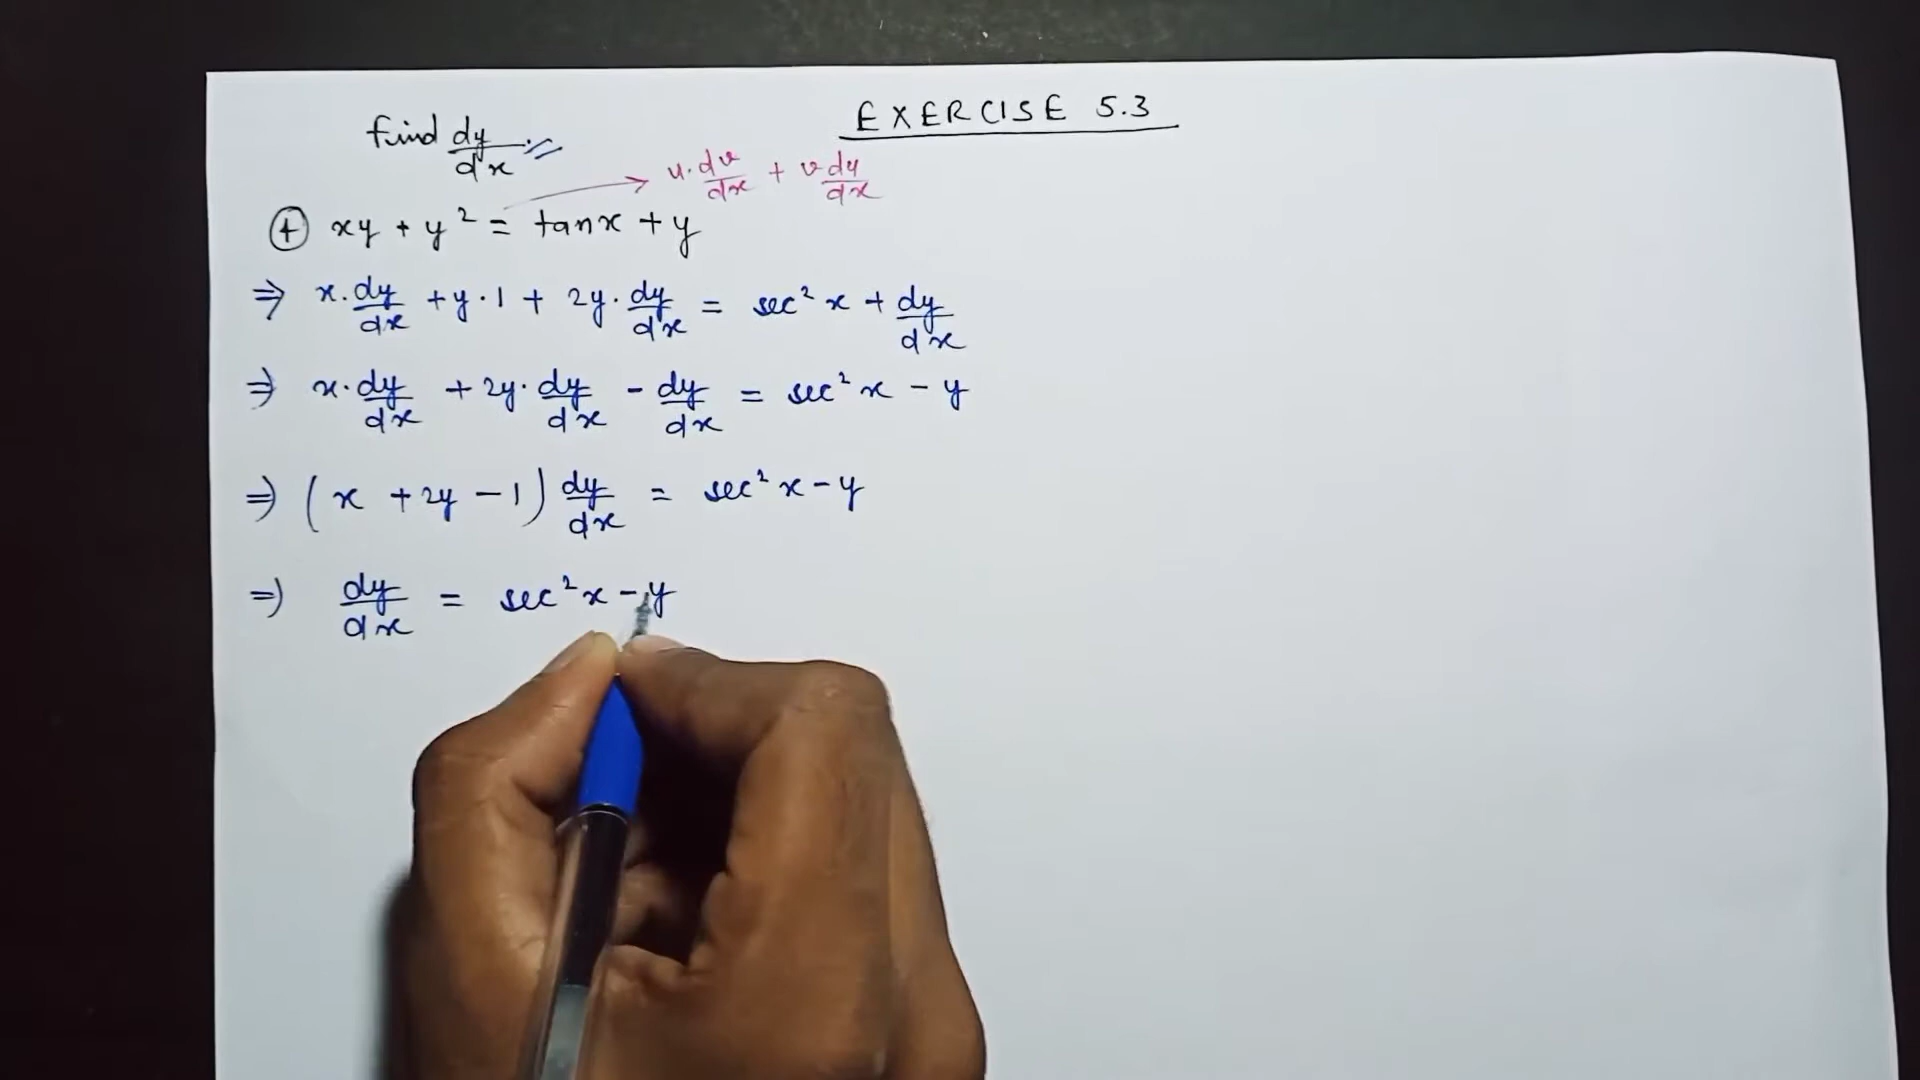 EXERCISE 5.3
Find dy/dx.
u.dv/dx + v dy/dx
④ xy + y² = tanx + y
⇒ x.dy/dx + y.1 + 2y.dy/dx = sec²x + dy/dx
⇒ x.dy/dx + 2y.dy/dx - dy/dx = sec²x - y
⇒ (x + 2y - 1) dy/dx = sec²x - y
⇒ dy/dx = sec²x - y